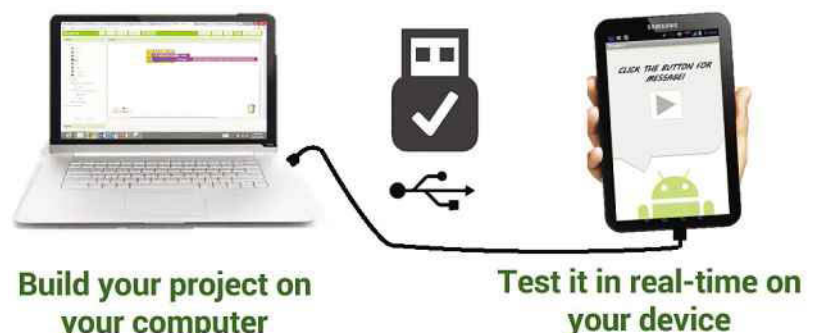 SAMSUNG
CLICK THE BUTTON FOR
MESSAGE!
Build your project on
your computer
Test it in real-time on
your device